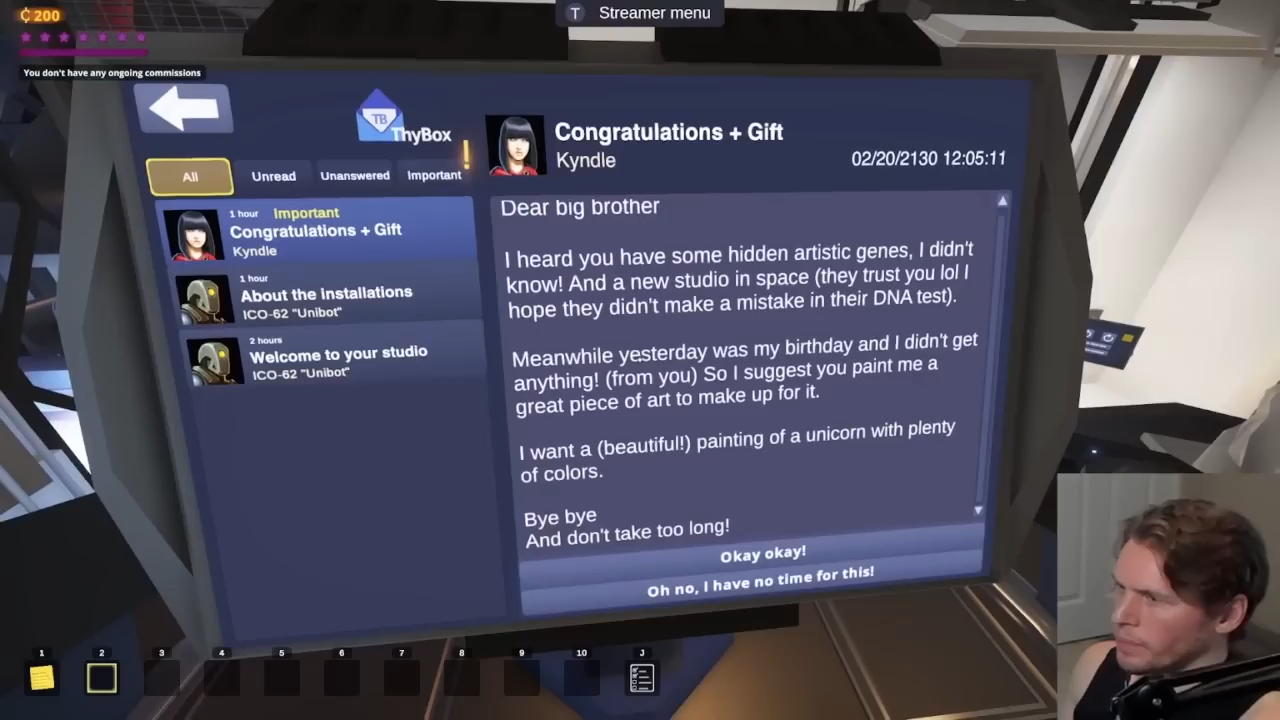 ₵ 200
T Streamer menu
You don't have any ongoing commissions
TB
ThyBox
!
All Unread Unanswered Important
1 hour Important
Congratulations + Gift
Kyndle
1 hour
About the installations
ICO-62 "Unibot"
2 hours
Welcome to your studio
ICO-62 "Unibot"
Congratulations + Gift
Kyndle
02/20/2130 12:05:11
Dear big brother
I heard you have some hidden artistic genes, I didn't
know! And a new studio in space (they trust you lol I
hope they didn't make a mistake in their DNA test).
Meanwhile yesterday was my birthday and I didn't get
anything! (from you) So I suggest you paint me a
great piece of art to make up for it.
I want a (beautiful!) painting of a unicorn with plenty
of colors.
Bye bye
And don't take too long!
Okay okay!
Oh no, I have no time for this!
1 2 3 4 5 6 7 8 9 10 J